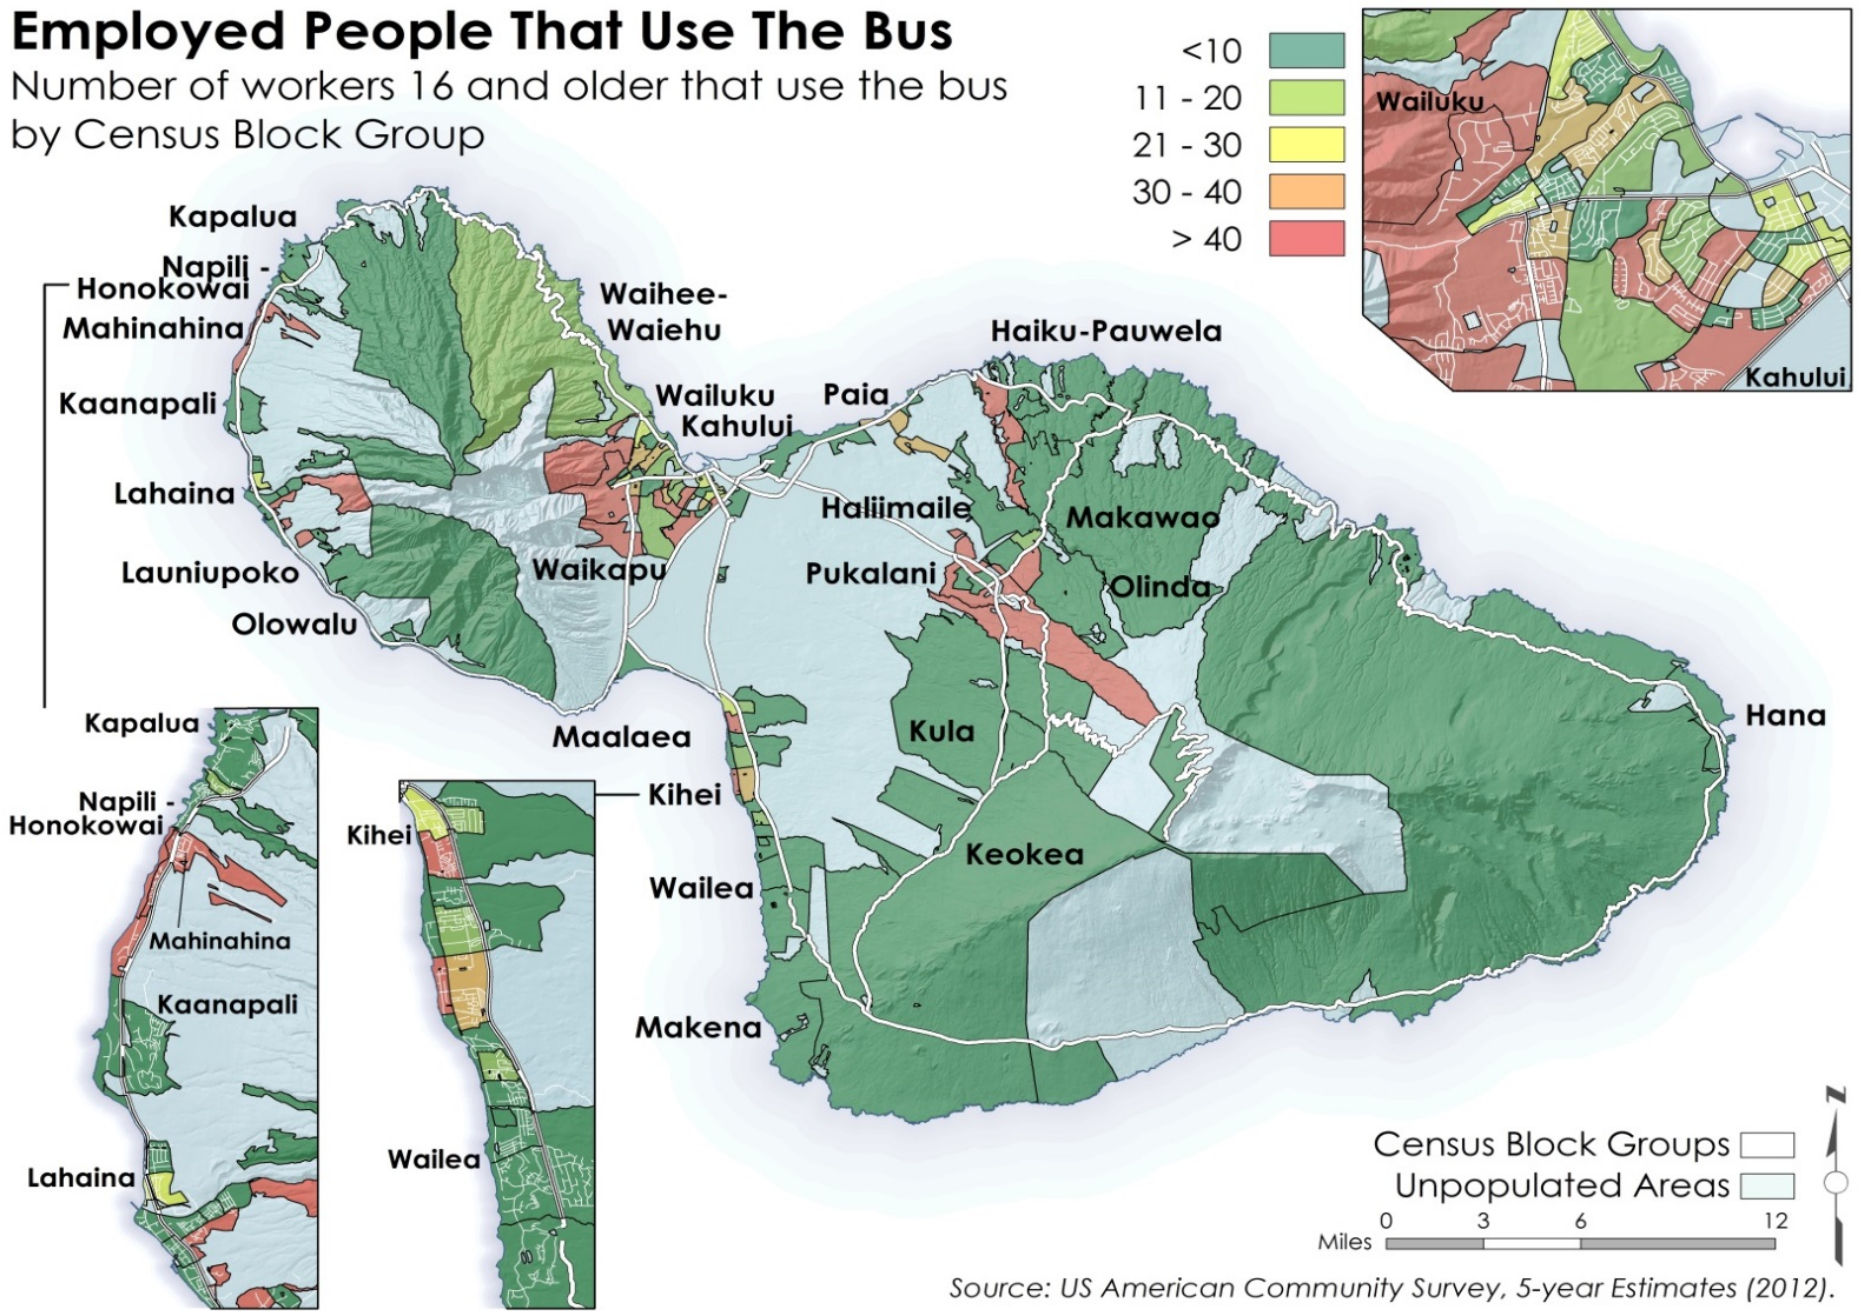 Employed People That Use The Bus
Number of workers 16 and older that use the bus
by Census Block Group
<10
11 - 20
21 - 30
30 - 40
> 40
Wailuku
Kahului
Kapalua
Napili -
Honokowai
Mahinahina
Kaanapali
Lahaina
Launiupoko
Olowalu
Waihee-
Waiehu
Wailuku
Kahului
Waikapu
Maalaea
Paia
Haiku-Pauwela
Haliimaile
Makawao
Pukalani
Olinda
Kula
Keokea
Hana
Kihei
Wailea
Makena
Kapalua
Napili -
Honokowai
Mahinahina
Kaanapali
Lahaina
Kihei
Wailea
Census Block Groups
Unpopulated Areas
0 3 6 12
Miles
N
Source: US American Community Survey, 5-year Estimates (2012).